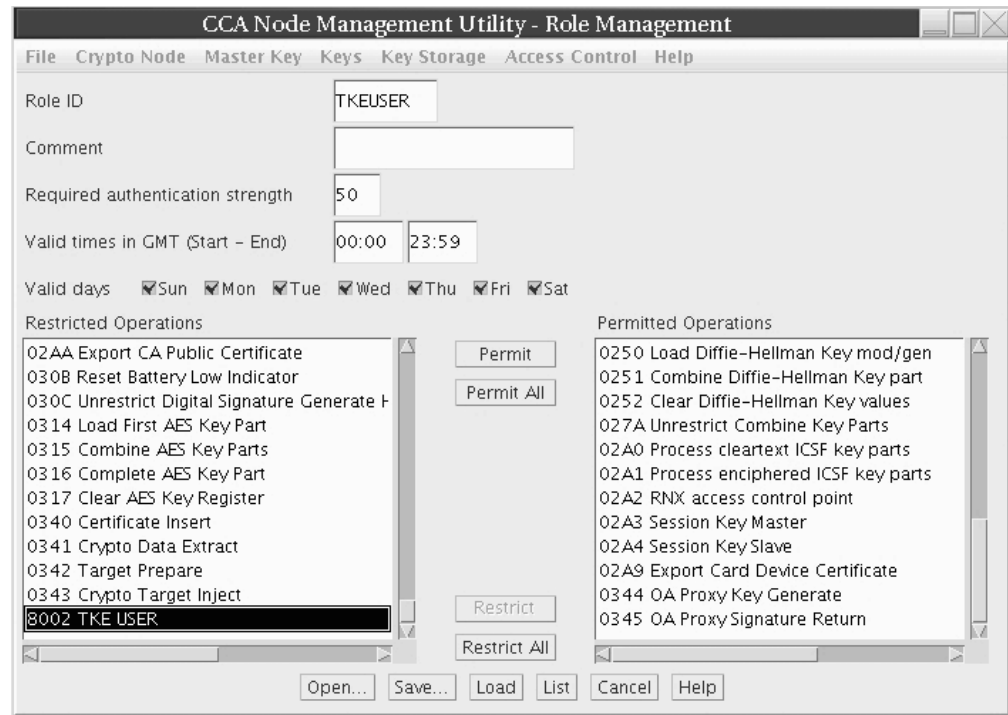 CCA Node Management Utility - Role Management
File Crypto Node Master Key Keys Key Storage Access Control Help
Role ID TKEUSER
Comment
Required authentication strength 50
Valid times in GMT (Start - End) 00:00 23:59
Valid days Sun Mon Tue Wed Thu Fri Sat
Restricted Operations
02AA Export CA Public Certificate
030B Reset Battery Low Indicator
030C Unrestrict Digital Signature Generate H
0314 Load First AES Key Part
0315 Combine AES Key Parts
0316 Complete AES Key Part
0317 Clear AES Key Register
0340 Certificate Insert
0341 Crypto Data Extract
0342 Target Prepare
0343 Crypto Target Inject
8002 TKE USER
Permit
Permit All
Restrict
Restrict All
Permitted Operations
0250 Load Diffie-Hellman Key mod/gen
0251 Combine Diffie-Hellman Key part
0252 Clear Diffie-Hellman Key values
027A Unrestrict Combine Key Parts
02A0 Process cleartext ICSF key parts
02A1 Process enciphered ICSF key parts
02A2 RNX access control point
02A3 Session Key Master
02A4 Session Key Slave
02A9 Export Card Device Certificate
0344 OA Proxy Key Generate
0345 OA Proxy Signature Return
Open... Save... Load List Cancel Help